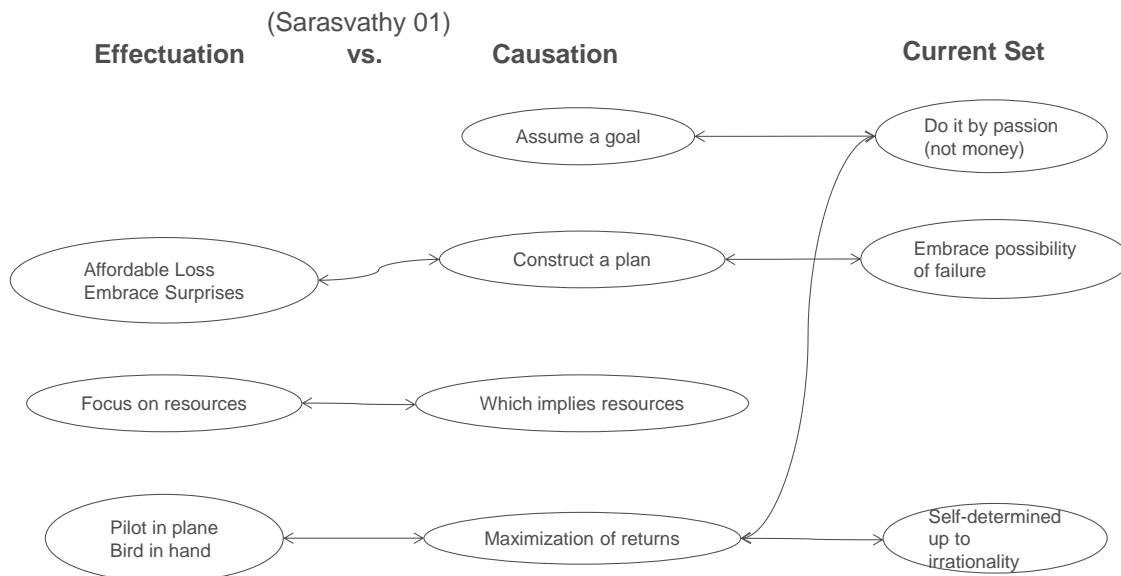 (Sarasvathy 01)
Effectuation vs. Causation Current Set
Assume a goal
Do it by passion
(not money)
Affordable Loss
Embrace Surprises
Construct a plan
Embrace possibility
of failure
Focus on resources
Which implies resources
Pilot in plane
Bird in hand
Maximization of returns
Self-determined
up to
irrationality